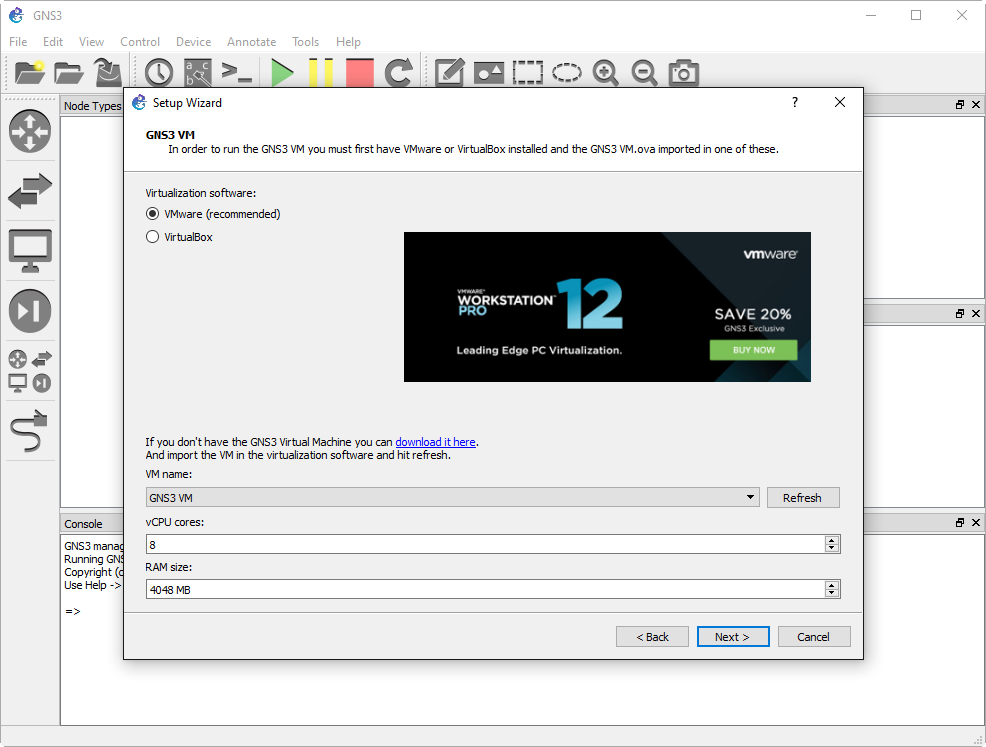 GNS3
File Edit View Control Device Annotate Tools Help
a c
b
Node Types
Setup Wizard
?
GNS3 VM
In order to run the GNS3 VM you must first have VMware or VirtualBox installed and the GNS3 VM.ova imported in one of these.
Virtualization software:
VMware (recommended)
VirtualBox
vmware
VMWARE®
WORKSTATION™
PRO
12
Leading Edge PC Virtualization.
SAVE 20%
GNS3 Exclusive
BUY NOW
If you don't have the GNS3 Virtual Machine you can download it here.
And import the VM in the virtualization software and hit refresh.
VM name:
GNS3 VM
Refresh
vCPU cores:
8
RAM size:
4048 MB
< Back
Next >
Cancel
Console
GNS3 manag
Running GNS
Copyright (c
Use Help ->
=>